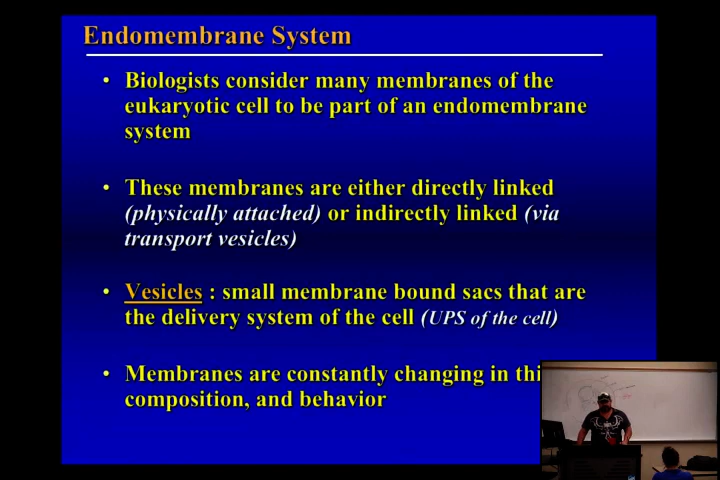 Endomembrane System
• Biologists consider many membranes of the
eukaryotic cell to be part of an endomembrane
system
• These membranes are either directly linked
(physically attached) or indirectly linked (via
transport vesicles)
• Vesicles : small membrane bound sacs that are
the delivery system of the cell (UPS of the cell)
• Membranes are constantly changing in
composition, and behavior